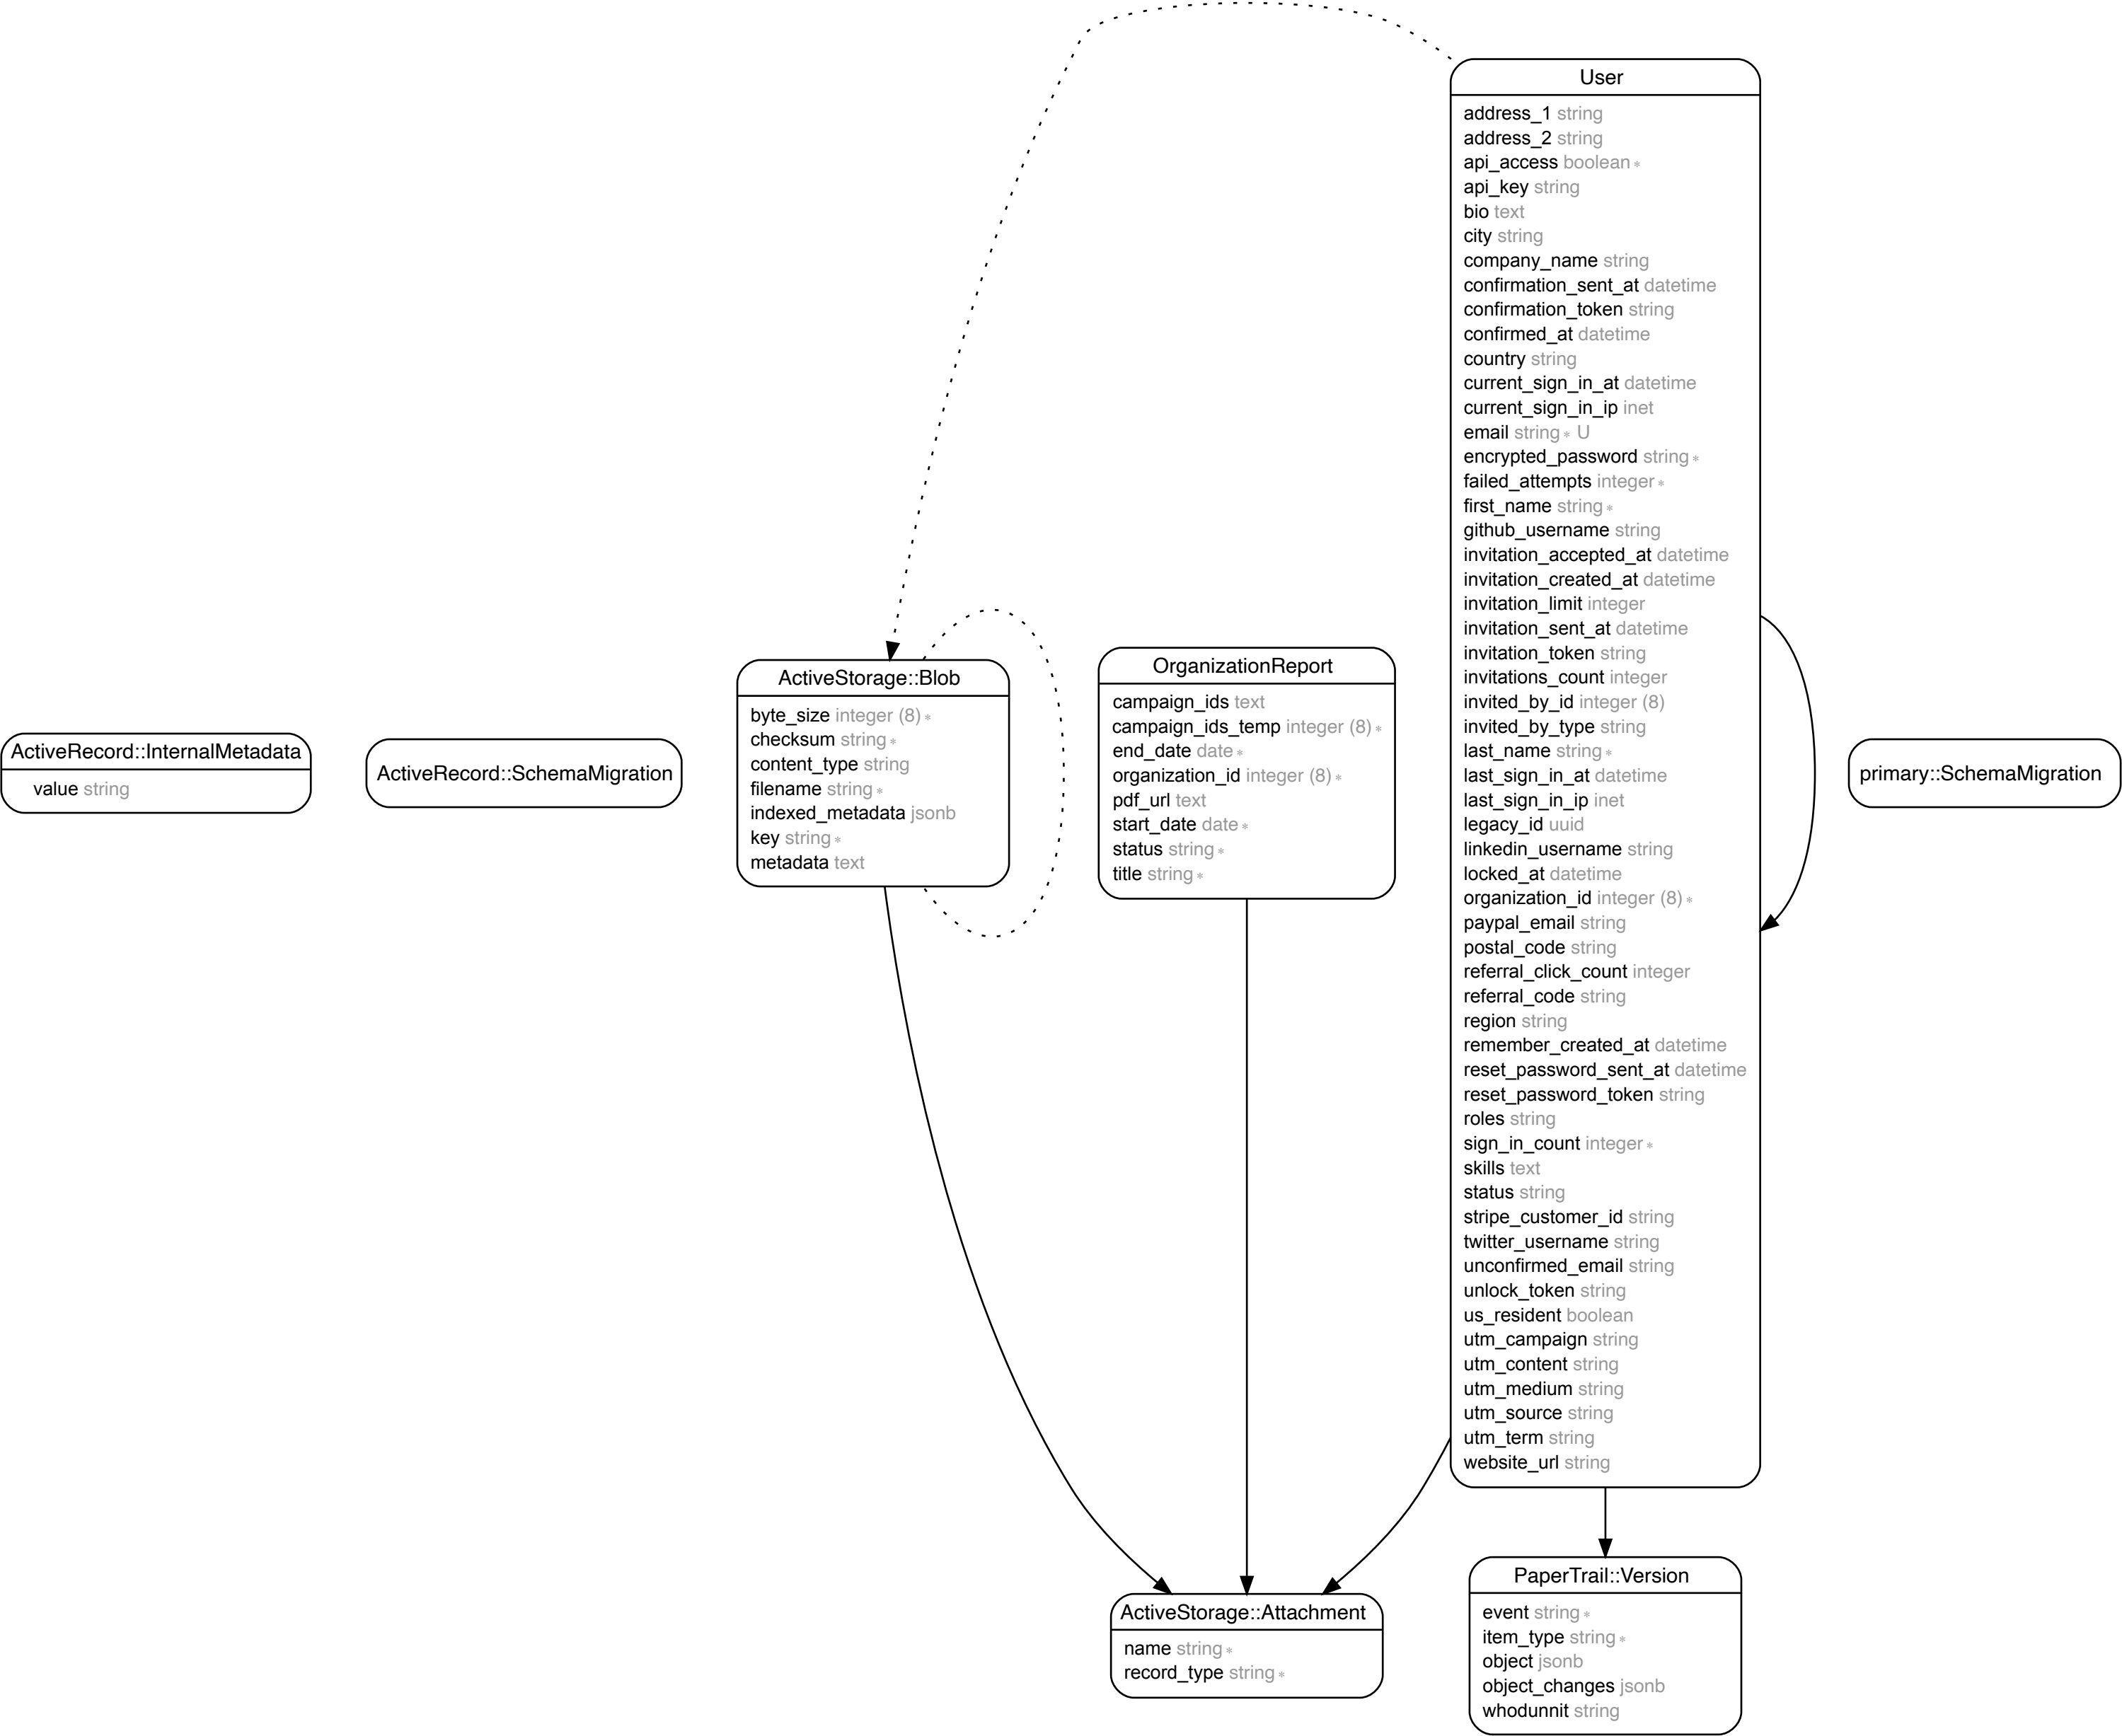 User
address_1 string
address_2 string
api_access boolean *
api_key string
bio text
city string
company_name string
confirmation_sent_at datetime
confirmation_token string
confirmed_at datetime
country string
current_sign_in_at datetime
current_sign_in_ip inet
email string * U
encrypted_password string *
failed_attempts integer *
first_name string *
github_username string
invitation_accepted_at datetime
invitation_created_at datetime
invitation_limit integer
invitation_sent_at datetime
invitation_token string
invitations_count integer
invited_by_id integer (8)
invited_by_type string
last_name string *
last_sign_in_at datetime
last_sign_in_ip inet
legacy_id uuid
linkedin_username string
locked_at datetime
organization_id integer (8) *
paypal_email string
postal_code string
referral_click_count integer
referral_code string
region string
remember_created_at datetime
reset_password_sent_at datetime
reset_password_token string
roles string
sign_in_count integer *
skills text
status string
stripe_customer_id string
twitter_username string
unconfirmed_email string
unlock_token string
us_resident boolean
utm_campaign string
utm_content string
utm_medium string
utm_source string
utm_term string
website_url string
ActiveRecord::InternalMetadata
value string
ActiveRecord::SchemaMigration
ActiveStorage::Blob
byte_size integer (8) *
checksum string *
content_type string
filename string *
indexed_metadata jsonb
key string *
metadata text
OrganizationReport
campaign_ids text
campaign_ids_temp integer (8) *
end_date date *
organization_id integer (8) *
pdf_url text
start_date date *
status string *
title string *
primary::SchemaMigration
ActiveStorage::Attachment
name string *
record_type string *
PaperTrail::Version
event string *
item_type string *
object jsonb
object_changes jsonb
whodunnit string